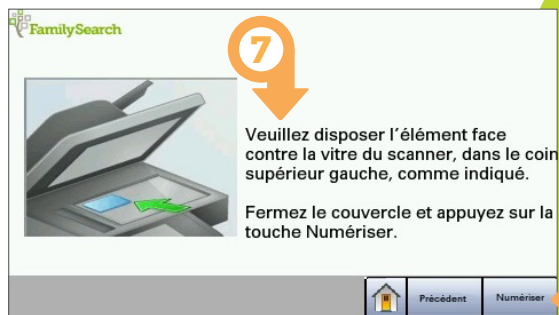 FamilySearch
7
Veuillez disposer l'élément face
contre la vitre du scanner, dans le coin
supérieur gauche, comme indiqué.
Fermez le couvercle et appuyez sur la
touche Numériser.
Précédent
Numériser